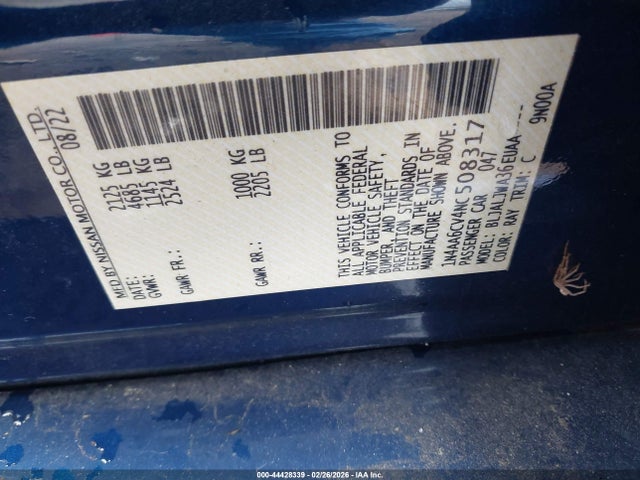 MFD BY NISSAN MOTOR CO., LTD.
DATE: 08/22
GVWR: 2125 KG
4685 LB
GAWR FR.: 1145 KG
2524 LB
GAWR RR.: 1000 KG
2205 LB
THIS VEHICLE CONFORMS TO
ALL APPLICABLE FEDERAL
MOTOR VEHICLE SAFETY,
BUMPER, AND THEFT
PREVENTION STANDARDS IN
EFFECT ON THE DATE OF
MANUFACTURE SHOWN ABOVE.
1N4AA6CV4NC508317
PASSENGER CAR 047
MODEL: BLJALJWA36EUAA ---
COLOR: RAY TRIM: C 9N00A
000-44428339 | 02/26/2026 - IAAI.COM